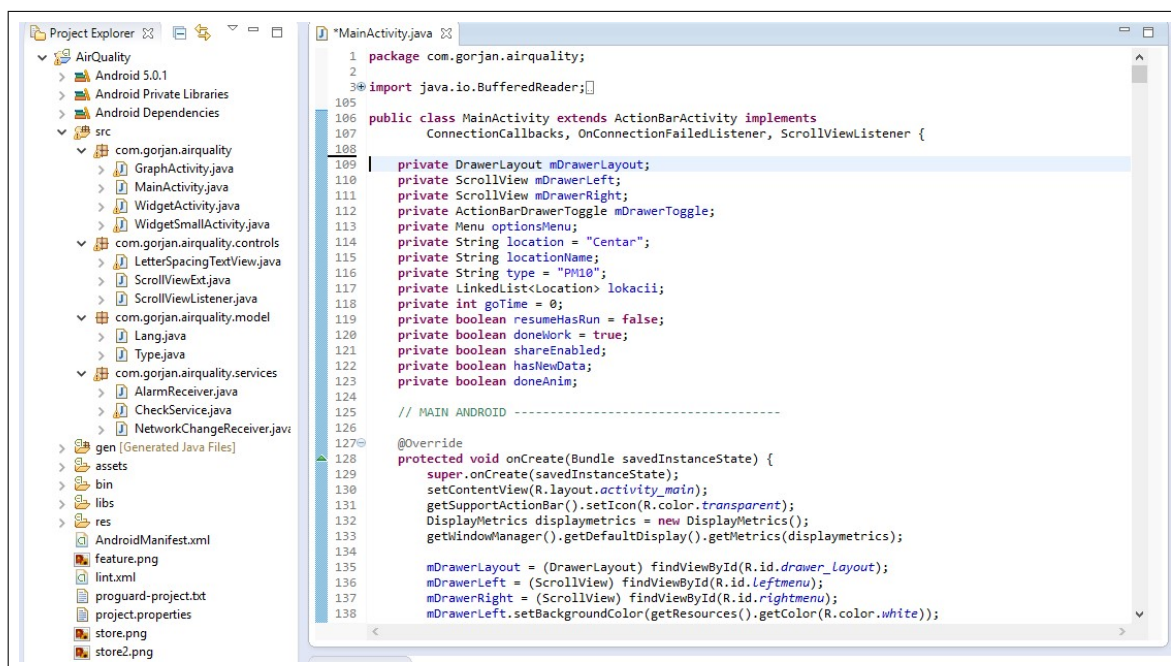 Project Explorer
AirQuality
Android 5.0.1
Android Private Libraries
Android Dependencies
src
com.gorjan.airquality
GraphActivity.java
MainActivity.java
WidgetActivity.java
WidgetSmallActivity.java
com.gorjan.airquality.controls
LetterSpacingTextView.java
ScrollViewExt.java
ScrollViewListener.java
com.gorjan.airquality.model
Lang.java
Type.java
com.gorjan.airquality.services
AlarmReceiver.java
CheckService.java
NetworkChangeReceiver.java
gen [Generated Java Files]
assets
bin
libs
res
AndroidManifest.xml
feature.png
lint.xml
proguard-project.txt
project.properties
store.png
store2.png
*MainActivity.java
1 package com.gorjan.airquality;
2
3 import java.io.BufferedReader;
105
106 public class MainActivity extends ActionBarActivity implements
107 ConnectionCallbacks, OnConnectionFailedListener, ScrollViewListener {
108
109 private DrawerLayout mDrawerLayout;
110 private ScrollView mDrawerLeft;
111 private ScrollView mDrawerRight;
112 private ActionBarDrawerToggle mDrawerToggle;
113 private Menu optionsMenu;
114 private String location = "Centar";
115 private String locationName;
116 private String type = "PM10";
117 private LinkedList<Location> lokacii;
118 private int goTime = 0;
119 private boolean resumeHasRun = false;
120 private boolean doneWork = true;
121 private boolean shareEnabled;
122 private boolean hasNewData;
123 private boolean doneAnim;
124
125 // MAIN ANDROID -------------------------------------
126
127 @Override
128 protected void onCreate(Bundle savedInstanceState) {
129 super.onCreate(savedInstanceState);
130 setContentView(R.layout.activity_main);
131 getSupportActionBar().setIcon(R.color.transparent);
132 DisplayMetrics displaymetrics = new DisplayMetrics();
133 getWindowManager().getDefaultDisplay().getMetrics(displaymetrics);
134
135 mDrawerLayout = (DrawerLayout) findViewById(R.id.drawer_layout);
136 mDrawerLeft = (ScrollView) findViewById(R.id.leftmenu);
137 mDrawerRight = (ScrollView) findViewById(R.id.rightmenu);
138 mDrawerLeft.setBackgroundColor(getResources().getColor(R.color.white));